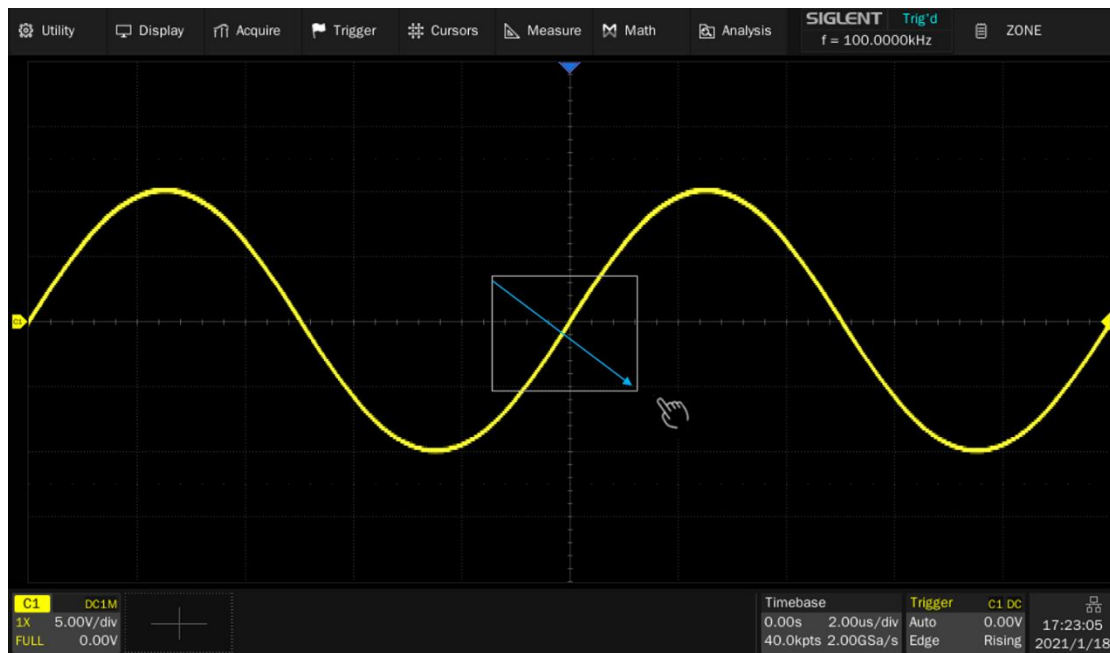 Utility Display Acquire Trigger Cursors Measure Math Analysis SIGLENT Trig'd ZONE
f = 100.0000kHz
C1
C1 DC1M
1X 5.00V/div
FULL 0.00V
Timebase
0.00s 2.00us/div
40.0kpts 2.00GSa/s
Trigger C1 DC
Auto 0.00V
Edge Rising
17:23:05
2021/1/18